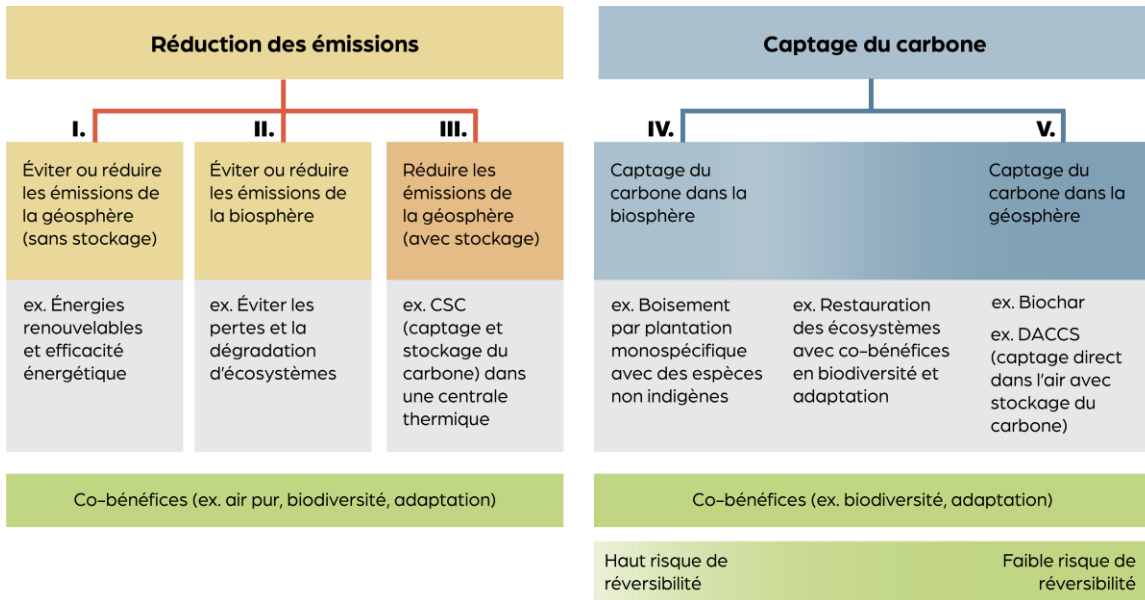 Réduction des émissions
I.
Éviter ou réduire
les émissions de
la géosphère
(sans stockage)
ex. Énergies
renouvelables
et efficacité
énergétique
II.
Éviter ou réduire
les émissions de
la biosphère
ex. Éviter les
pertes et la
dégradation
d'écosystèmes
III.
Réduire les
émissions de
la géosphère
(avec stockage)
ex. CSC
(captage et
stockage du
carbone) dans
une centrale
thermique
Co-bénéfices (ex. air pur, biodiversité, adaptation)
Captage du carbone
IV.
Captage du
carbone dans la
biosphère
ex. Boisement
par plantation
monospécifique
avec des espèces
non indigènes
ex. Restauration
des écosystèmes
avec co-bénéfices
en biodiversité et
adaptation
V.
Captage du
carbone dans la
géosphère
ex. Biochar
ex. DACCS
(captage direct
dans l'air avec
stockage du
carbone)
Co-bénéfices (ex. biodiversité, adaptation)
Haut risque de
réversibilité
Faible risque de
réversibilité